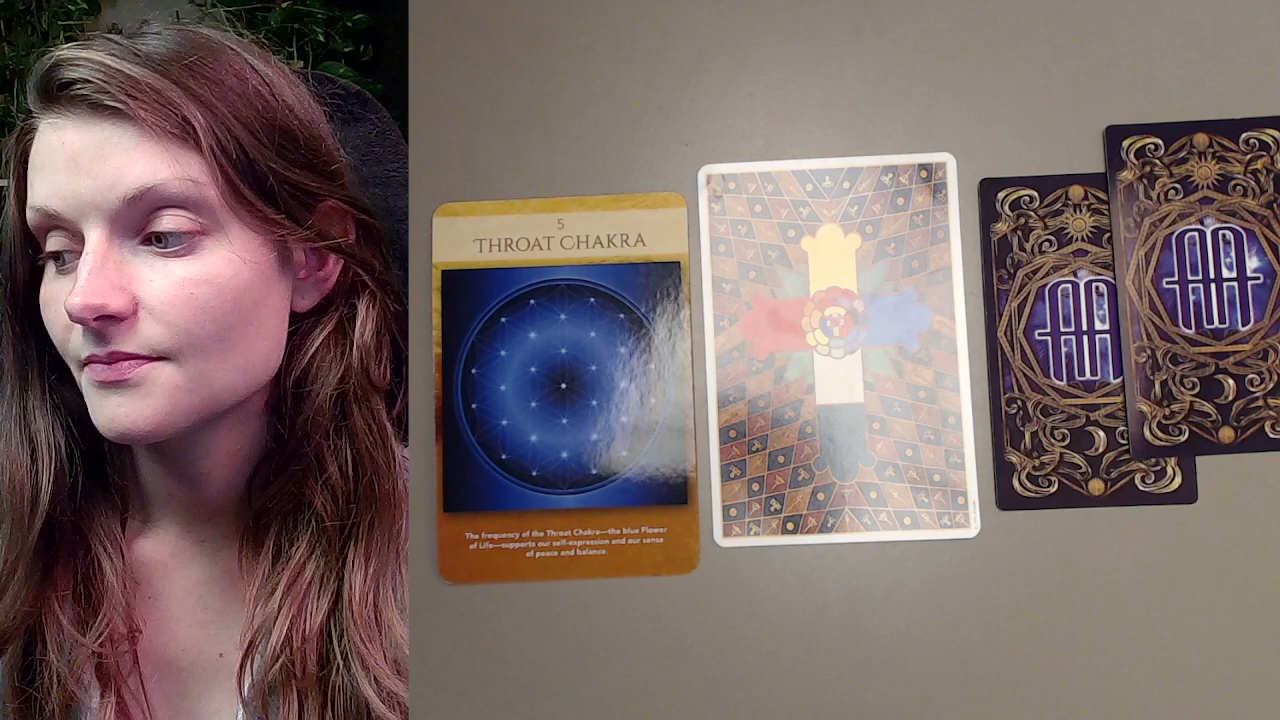 5
THROAT CHAKRA
The frequency of the Throat Chakra—the blue Flower
of Life—supports our self-expression and our sense
of peace and balance.